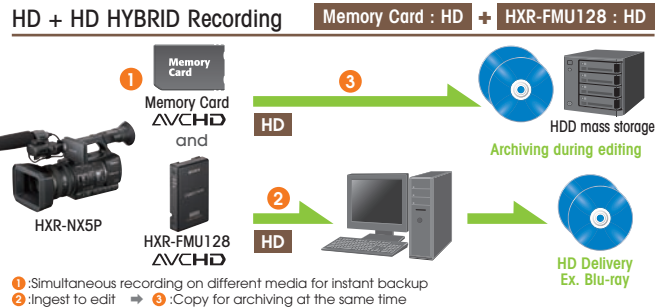 HD + HD HYBRID Recording
Memory Card : HD + HXR-FMU128 : HD
1
Memory
Card
Memory Card
AVCHD
and
HXR-NX5P
HXR-FMU128
AVCHD
3
HD
HDD mass storage
Archiving during editing
2
HD
HD Delivery
Ex. Blu-ray
1 :Simultaneous recording on different media for instant backup
2 :Ingest to edit ➡ 3 :Copy for archiving at the same time